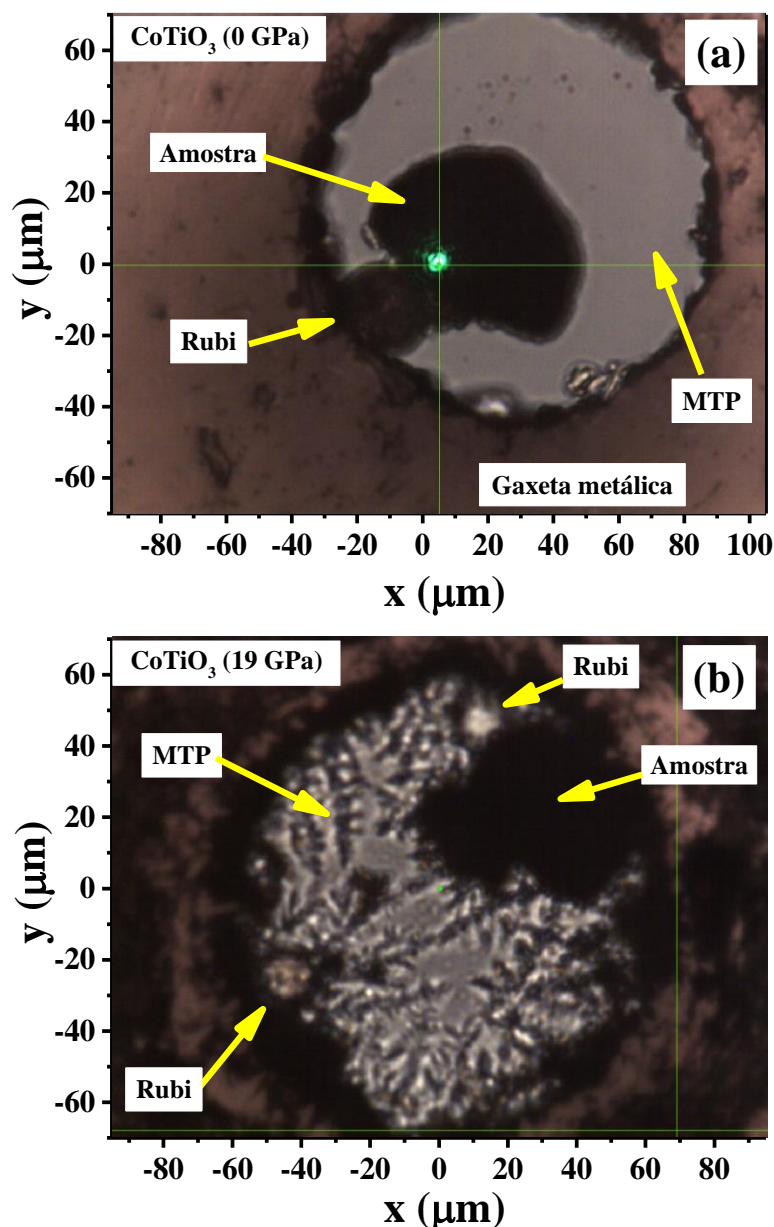 CoTiO₃ (0 GPa)
(a)
Amostra
Rubi
MTP
Gaxeta metálica
60
40
20
0
-20
-40
-60
y (μm)
-80 -60 -40 -20 0 20 40 60 80 100
x (μm)
CoTiO₃ (19 GPa)
(b)
Rubi
MTP
Amostra
Rubi
60
40
20
0
-20
-40
-60
y (μm)
-80 -60 -40 -20 0 20 40 60 80
x (μm)